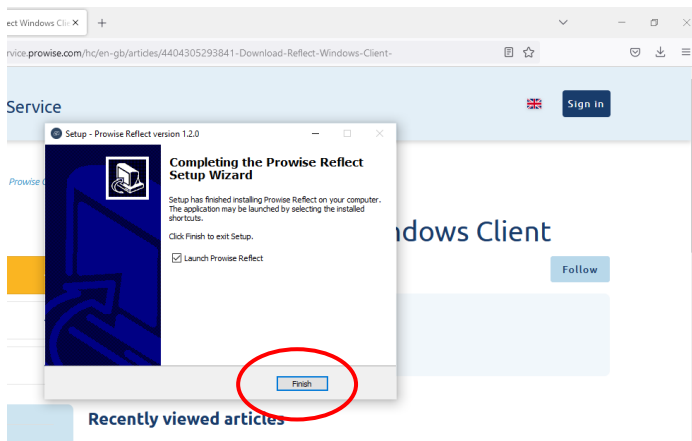 ect Windows Clie × +
rvice.prowise.com/hc/en-gb/articles/4404305293841-Download-Reflect-Windows-Client-
Service
Sign in
Setup - Prowise Reflect version 1.2.0
Completing the Prowise Reflect
Setup Wizard
Prowise
Setup has finished installing Prowise Reflect on your computer.
The application may be launched by selecting the installed
shortcuts.
Click Finish to exit Setup.
Launch Prowise Reflect
dows Client
Follow
Finish
Recently viewed articles